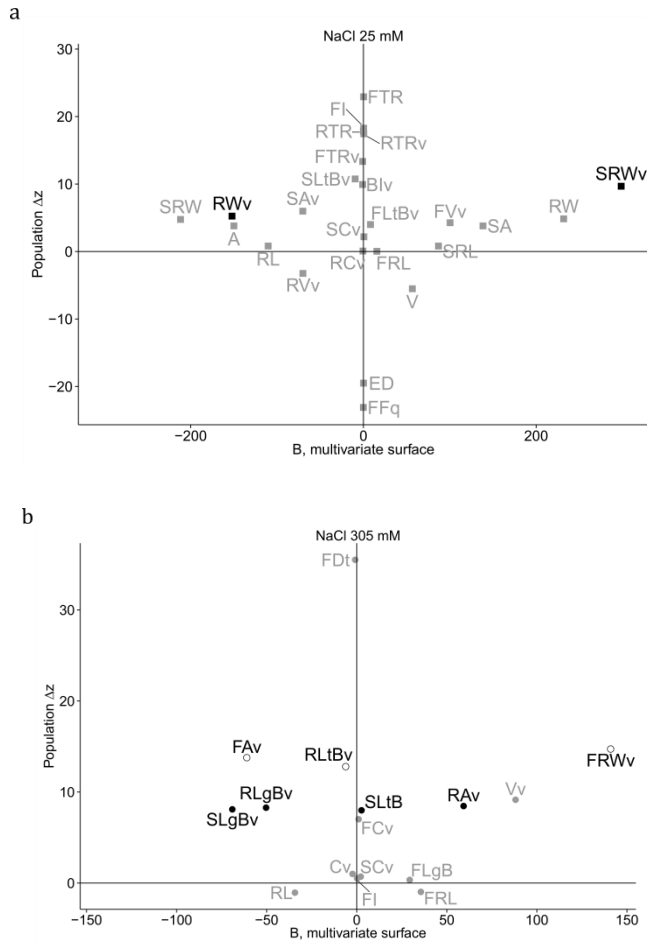 a
NaCl 25 mM
30
FTR
FI
20
RTR
RTRv
FTRv
SLtBv
BIv
SRWv
10
SRW
RWv
SAv
FLtBv
FVv
RW
A
SCv
SA
RL
SRL
0
RCv
FRL
RVv
V
−10
ED
−20
FFq
Population Δz
−200
0
200
B, multivariate surface
b
NaCl 305 mM
FDt
30
20
FAv
RLtBv
FRWv
10
RLgBv
SLtB
RAv
Vv
SLgBv
FCv
Cv
SCv
FLgB
0
RL
FI
FRL
Population Δz
−150
−100
−50
0
50
100
150
B, multivariate surface